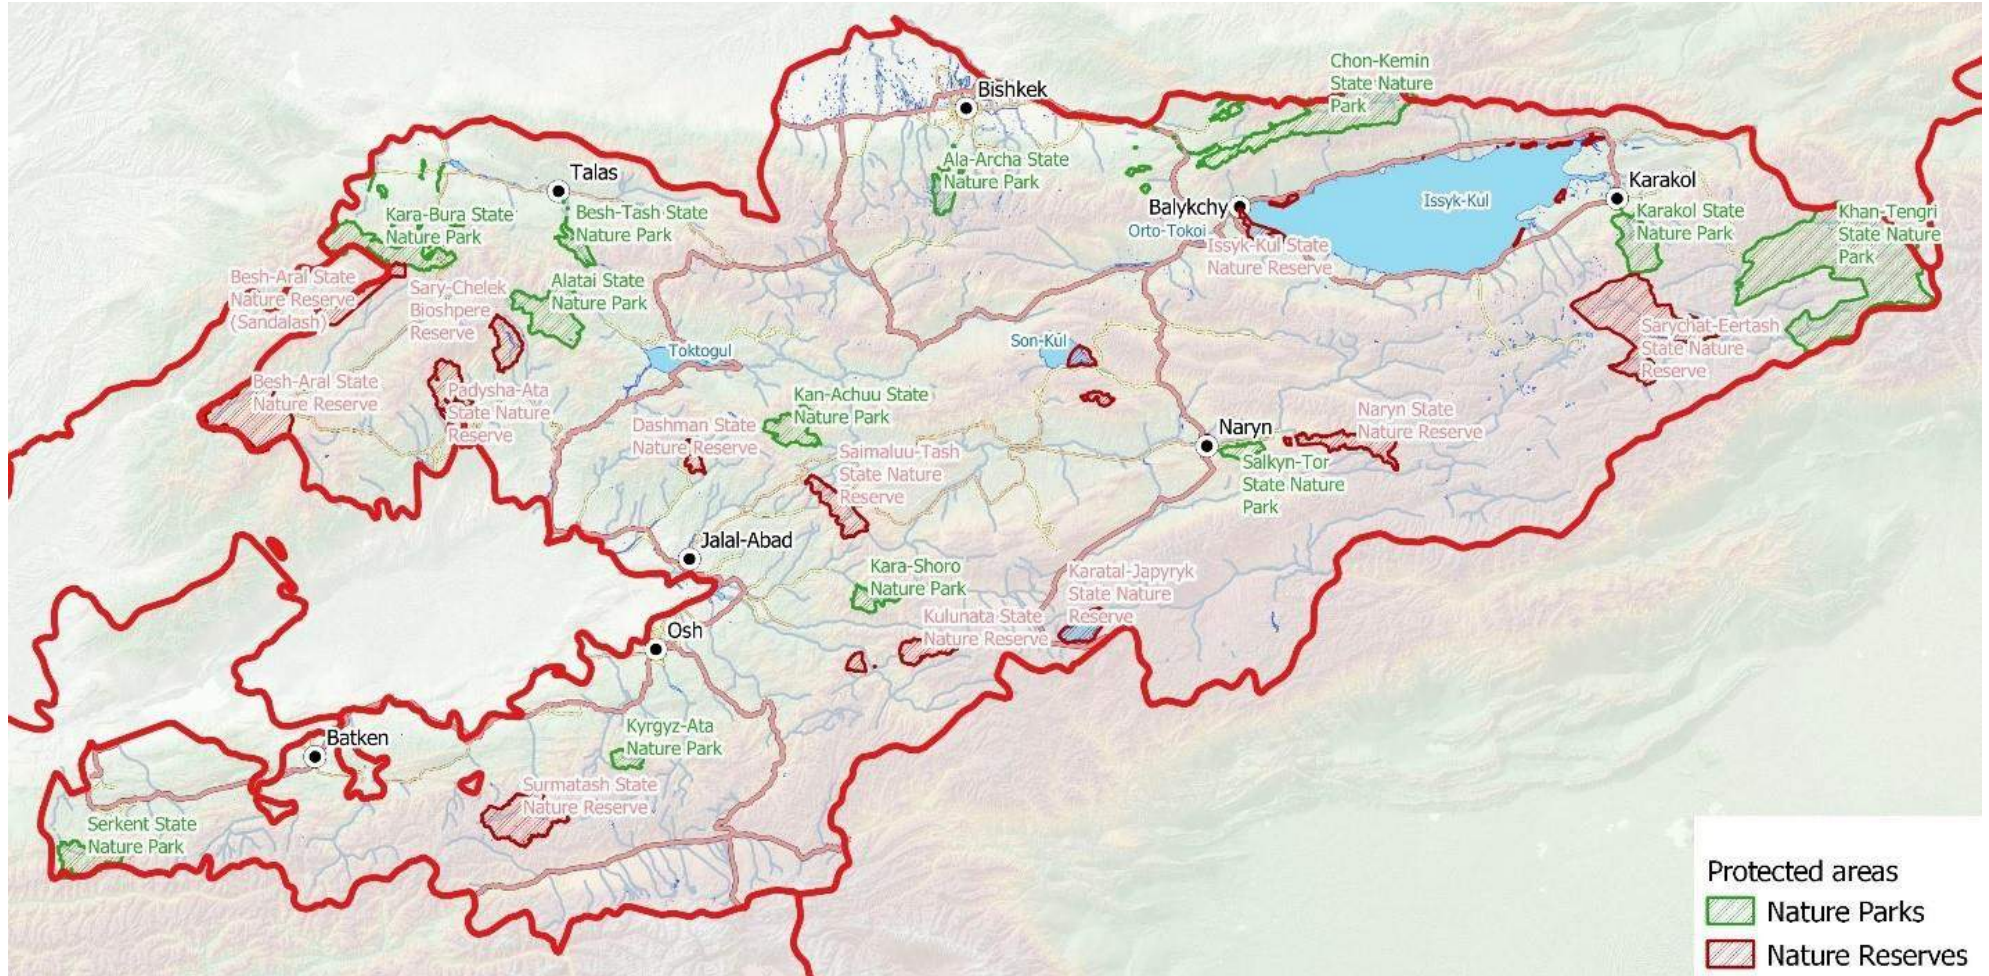 Chon-Kemin
State Nature
Park
Bishkek
Ala-Archa State
Nature Park
Talas
Karakol
Balykchy
Issyk-Kul
Orto-Tokoi
Kara-Bura State
Nature Park
Besh-Tash State
Nature Park
Issyk-Kul State
Nature Reserve
Karakol State
Nature Park
Khan-Tengri
State Nature
Park
Besh-Aral State
Nature Reserve
(Sandalash)
Sary-Chelek
Bioshpere
Reserve
Alatai State
Nature Park
Sarychat-Eertash
State Nature
Reserve
Toktogul
Son-Kul
Besh-Aral State
Nature Reserve
Padysha-Ata
State Nature
Reserve
Kan-Achuu State
Nature Park
Dashman State
Nature Reserve
Saimaluu-Tash
State Nature
Reserve
Naryn
Naryn State
Nature Reserve
Salkyn-Tor
State Nature
Park
Jalal-Abad
Kara-Shoro
Nature Park
Karatal-Japyryk
State Nature
Reserve
Kulunata State
Nature Reserve
Osh
Batken
Kyrgyz-Ata
Nature Park
Surmatash State
Nature Reserve
Serkent State
Nature Park
Protected areas
Nature Parks
Nature Reserves